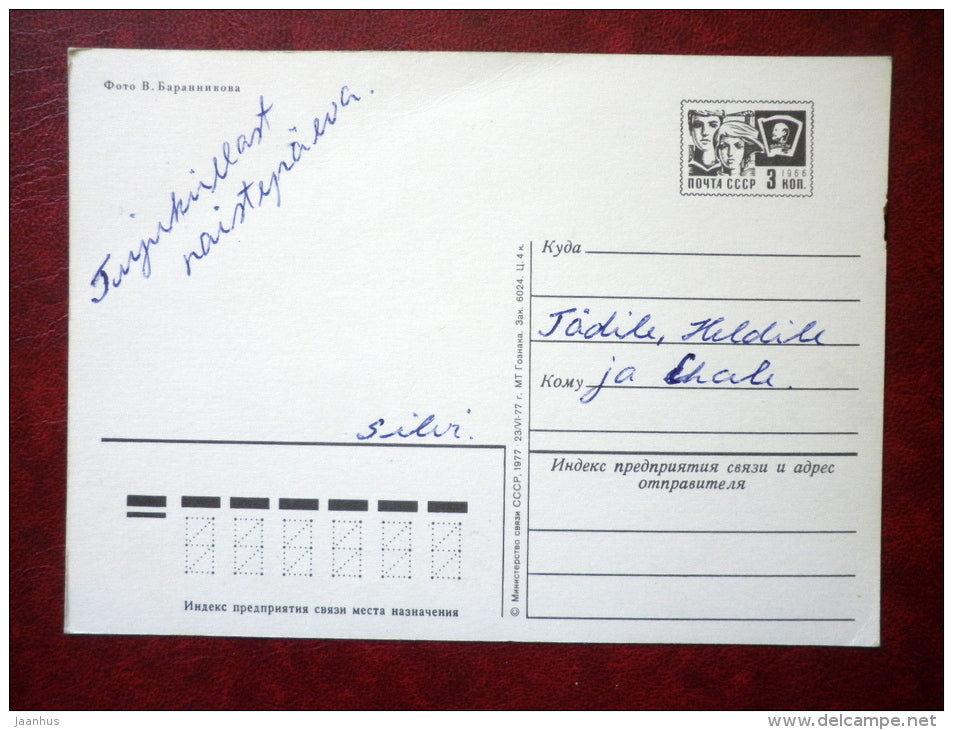 Фото В. Баранникова
Tujuküllast
naistepäeva.
silvi.
ПОЧТА СССР 3 КОП.
1966
Куда
Tädile, Heldile
Кому ja
Индекс предприятия связи и адрес
отправителя
© Министерство связи СССР, 1977. 23/VI-77 г. МТ Гознака. Зак. 6024. Ц. 4 к.
Индекс предприятия связи места назначения
Jaanhus
www.delcampe.net